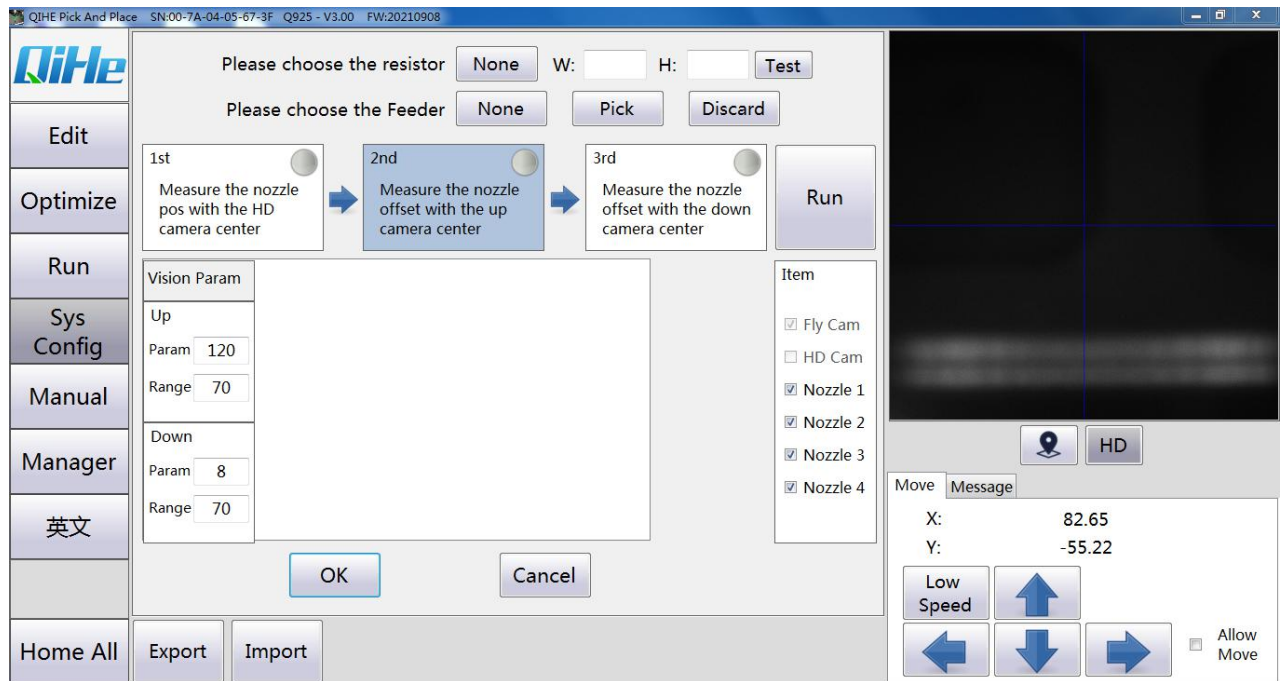 QIHE Pick And Place SN:00-7A-04-05-67-3F Q925 - V3.00 FW:20210908
QiHe
Edit
Optimize
Run
Sys
Config
Manual
Manager
英文
Home All
Please choose the resistor None W: H: Test
Please choose the Feeder None Pick Discard
1st
Measure the nozzle
pos with the HD
camera center
2nd
Measure the nozzle
offset with the up
camera center
3rd
Measure the nozzle
offset with the down
camera center
Run
Vision Param
Up
Param 120
Range 70
Down
Param 8
Range 70
Item
Fly Cam
HD Cam
Nozzle 1
Nozzle 2
Nozzle 3
Nozzle 4
OK Cancel
Export Import
HD
Move Message
X: 82.65
Y: -55.22
Low
Speed
Allow
Move